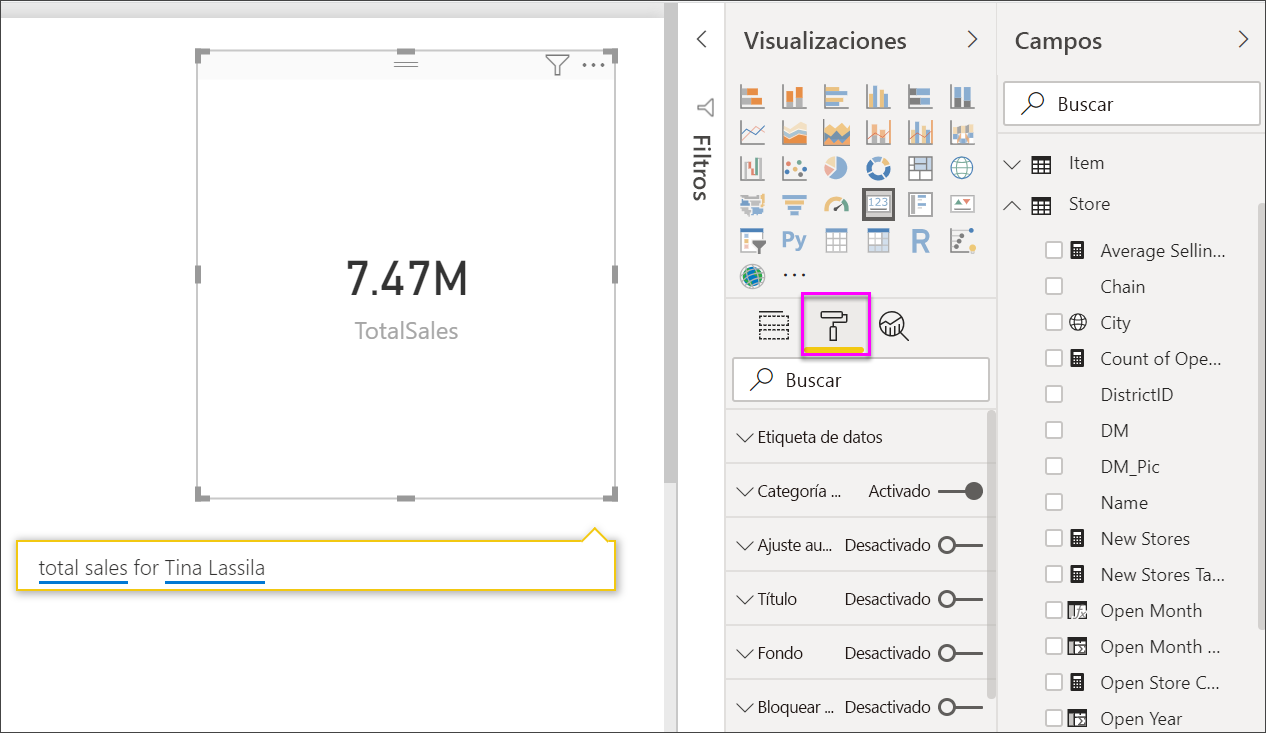 7.47M
TotalSales
total sales for Tina Lassila
Filtros
Visualizaciones
123
Py
R
Buscar
Etiqueta de datos
Categoría ... Activado
Ajuste au... Desactivado
Título Desactivado
Fondo Desactivado
Bloquear ... Desactivado
Campos
Buscar
Item
Store
Average Sellin...
Chain
City
Count of Ope...
DistrictID
DM
DM_Pic
Name
New Stores
New Stores Ta...
Open Month
Open Month ...
Open Store C...
Open Year